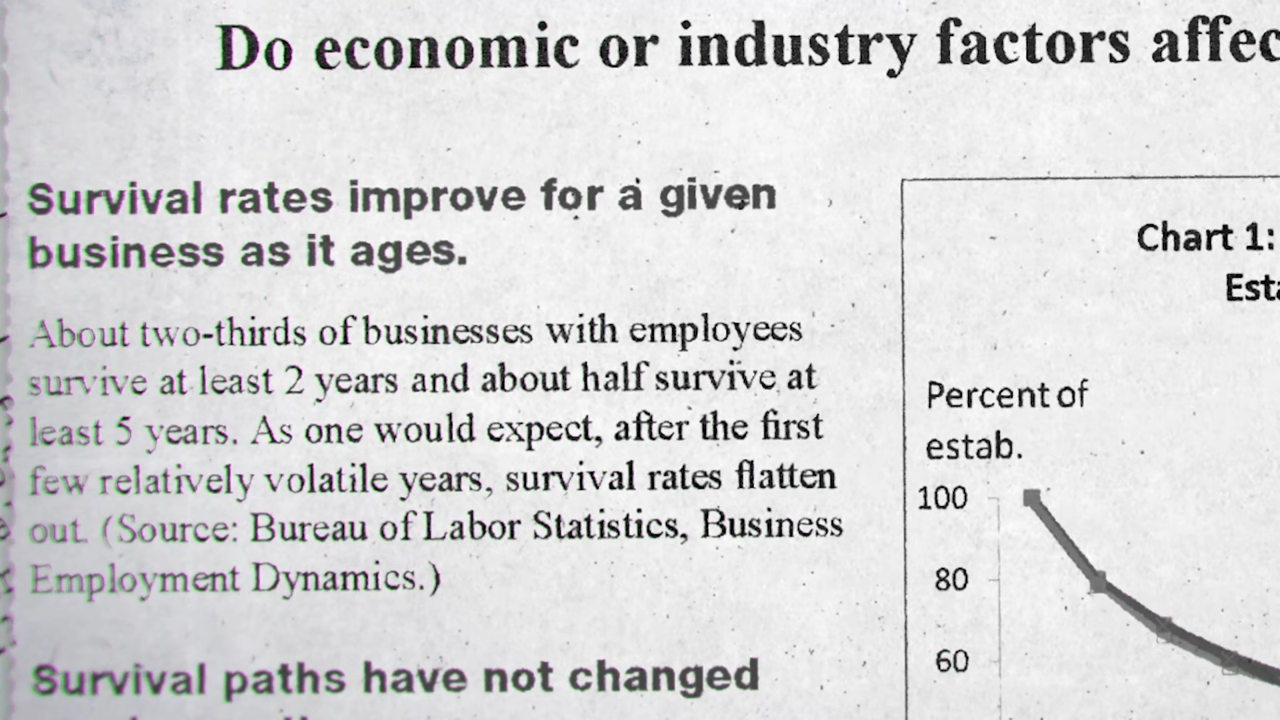 Do economic or industry factors affec
Survival rates improve for a given
business as it ages.
About two-thirds of businesses with employees
survive at least 2 years and about half survive at
least 5 years. As one would expect, after the first
few relatively volatile years, survival rates flatten
out. (Source: Bureau of Labor Statistics, Business
Employment Dynamics.)
Survival paths have not changed
Chart 1:
Esta
Percent of
estab.
100
80
60